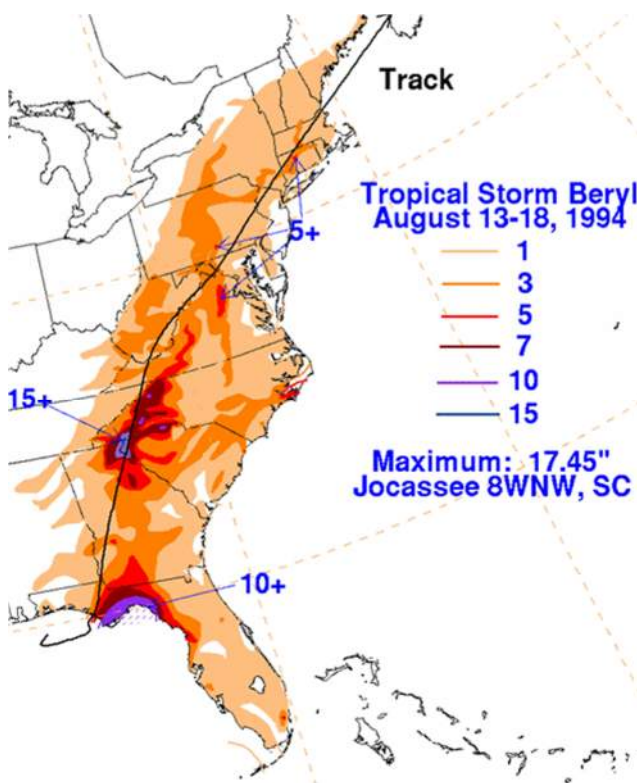 Track
Tropical Storm Beryl
August 13-18, 1994
5+
1
3
5
7
10
15
15+
Maximum: 17.45"
Jocassee 8WNW, SC
10+